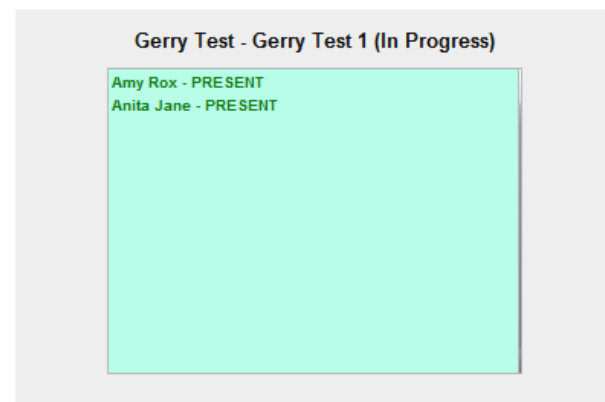 Gerry Test - Gerry Test 1 (In Progress)
Amy Rox - PRESENT
Anita Jane - PRESENT